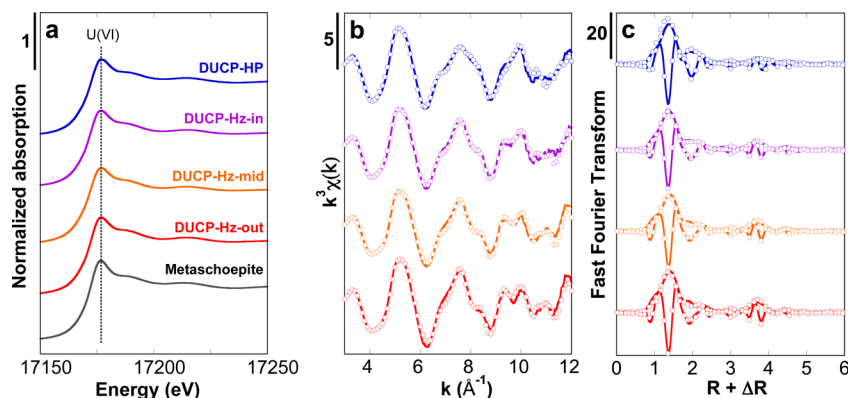 a
1
U(VI)
DUCP-HP
DUCP-Hz-in
DUCP-Hz-mid
DUCP-Hz-out
Metaschoepite
Normalized absorption
17150 17200 17250
Energy (eV)
b
5
k³χ(k)
4 6 8 10 12
k (Å⁻¹)
c
20
Fast Fourier Transform
0 1 2 3 4 5 6
R + ΔR